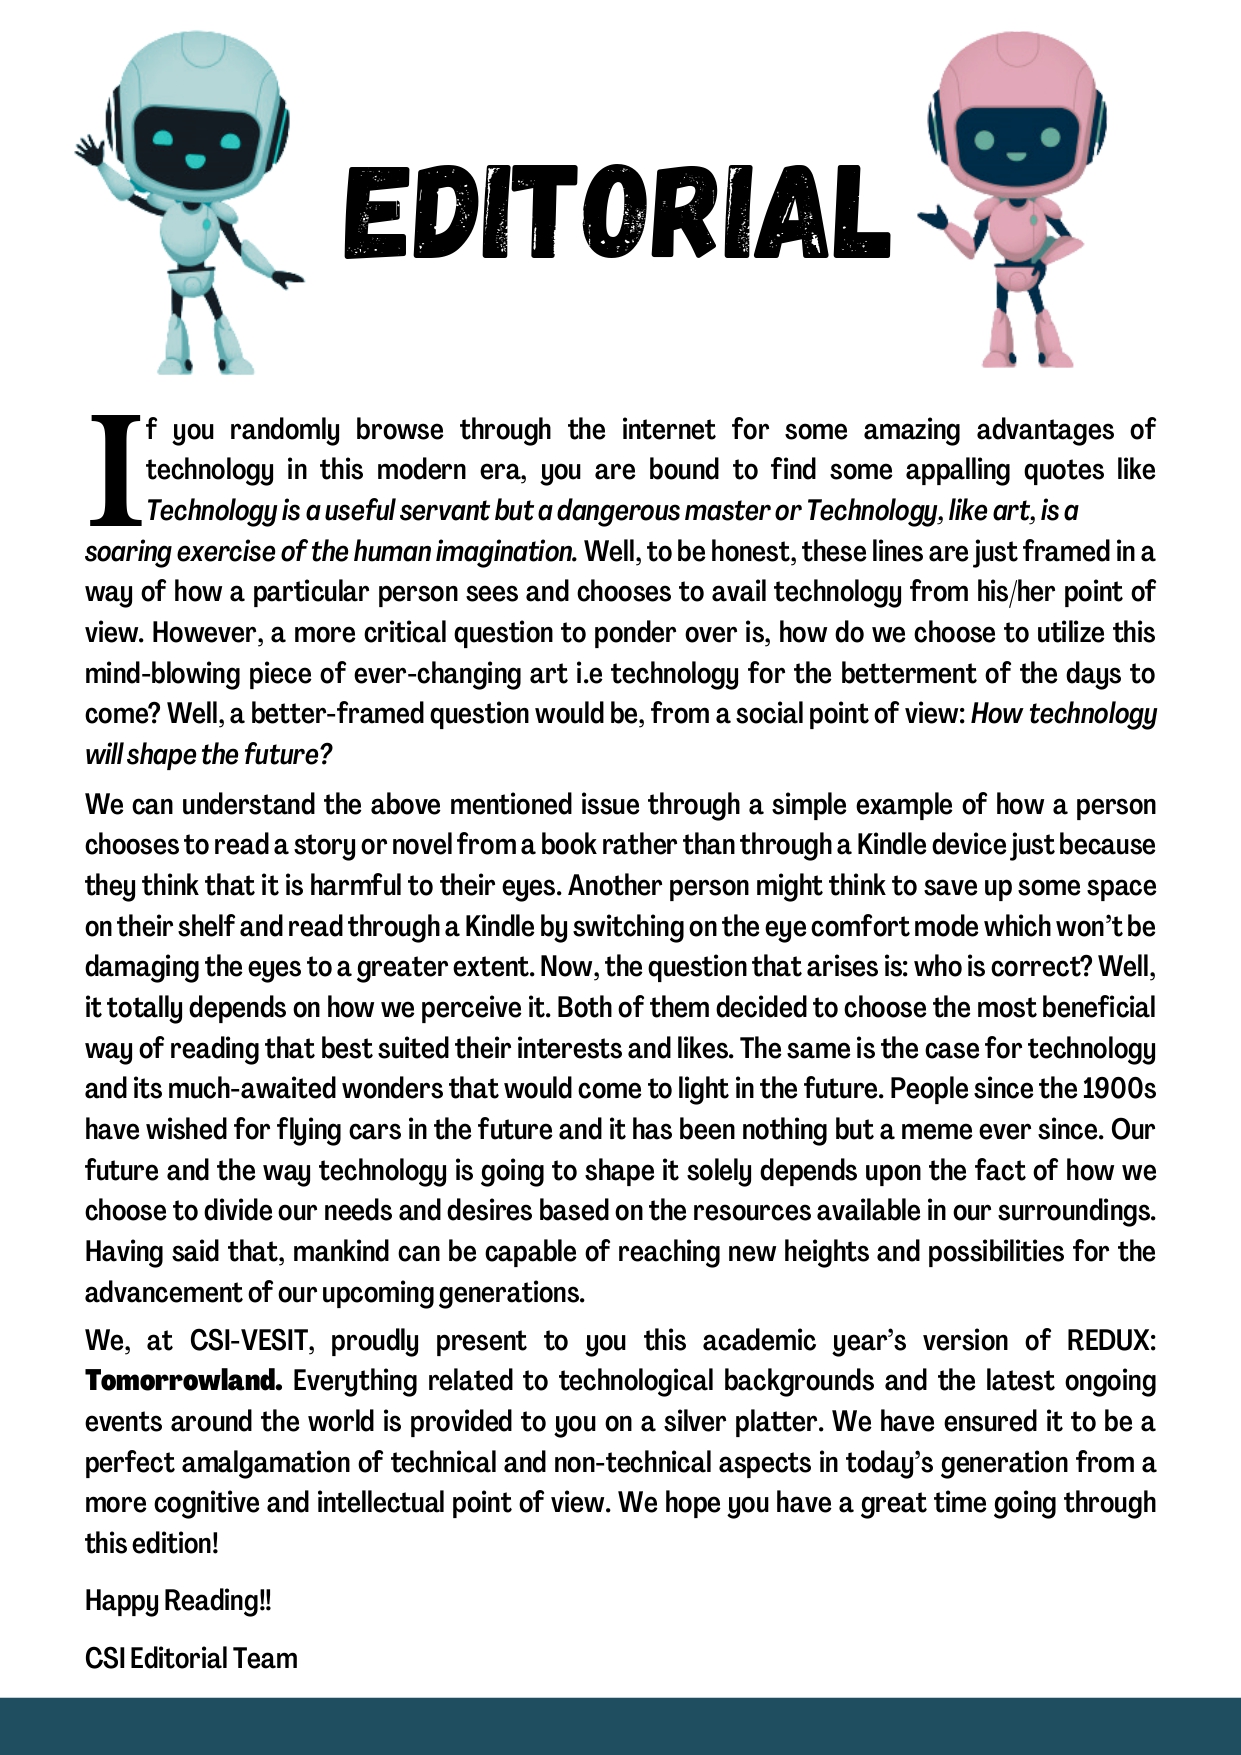 EDITORIAL
If you randomly browse through the internet for some amazing advantages of
technology in this modern era, you are bound to find some appalling quotes like
Technology is a useful servant but a dangerous master or Technology, like art, is a
soaring exercise of the human imagination. Well, to be honest, these lines are just framed in a
way of how a particular person sees and chooses to avail technology from his/her point of
view. However, a more critical question to ponder over is, how do we choose to utilize this
mind-blowing piece of ever-changing art i.e technology for the betterment of the days to
come? Well, a better-framed question would be, from a social point of view: How technology
will shape the future?
We can understand the above mentioned issue through a simple example of how a person
chooses to read a story or novel from a book rather than through a Kindle device just because
they think that it is harmful to their eyes. Another person might think to save up some space
on their shelf and read through a Kindle by switching on the eye comfort mode which won't be
damaging the eyes to a greater extent. Now, the question that arises is: who is correct? Well,
it totally depends on how we perceive it. Both of them decided to choose the most beneficial
way of reading that best suited their interests and likes. The same is the case for technology
and its much-awaited wonders that would come to light in the future. People since the 1900s
have wished for flying cars in the future and it has been nothing but a meme ever since. Our
future and the way technology is going to shape it solely depends upon the fact of how we
choose to divide our needs and desires based on the resources available in our surroundings.
Having said that, mankind can be capable of reaching new heights and possibilities for the
advancement of our upcoming generations.
We, at CSI-VESIT, proudly present to you this academic year's version of REDUX:
Tomorrowland. Everything related to technological backgrounds and the latest ongoing
events around the world is provided to you on a silver platter. We have ensured it to be a
perfect amalgamation of technical and non-technical aspects in today's generation from a
more cognitive and intellectual point of view. We hope you have a great time going through
this edition!
Happy Reading!!
CSI Editorial Team